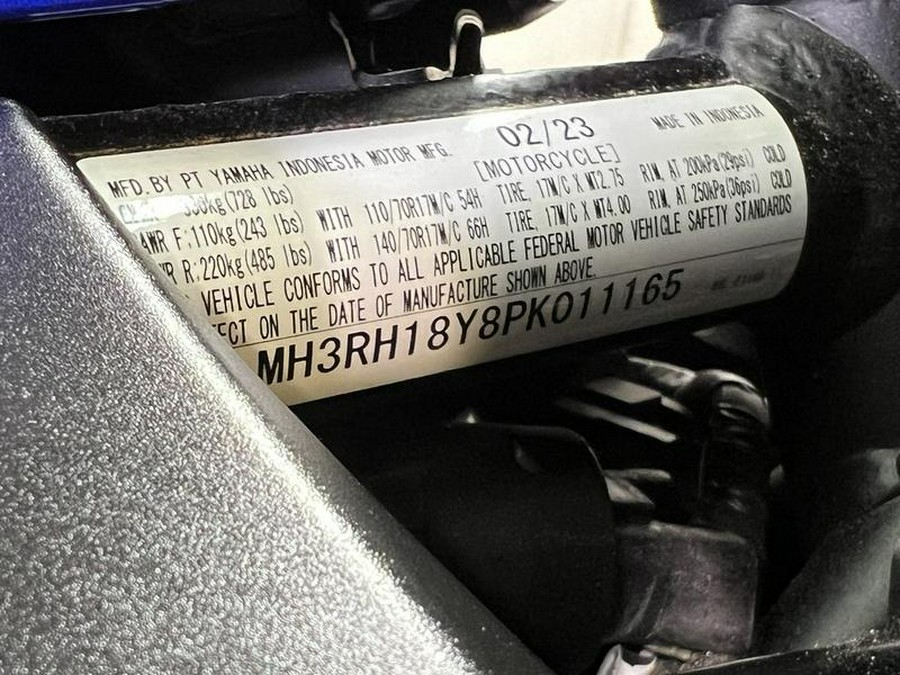 02/23
MFD. BY PT YAMAHA INDONESIA MOTOR MFG. MADE IN INDONESIA
[MOTORCYCLE]
330kg(728 lbs)
AWR F:110kg(243 lbs) WITH 110/70R17M/C 54H TIRE, 17M/C X MT2.75 RIM, AT 200kPa(29psi) COLD
R:220kg(485 lbs) WITH 140/70R17M/C 66H TIRE, 17M/C X MT4.00 RIM, AT 250kPa(36psi) COLD
VEHICLE CONFORMS TO ALL APPLICABLE FEDERAL MOTOR VEHICLE SAFETY STANDARDS
ECT ON THE DATE OF MANUFACTURE SHOWN ABOVE.
MH3RH18Y8PK011165